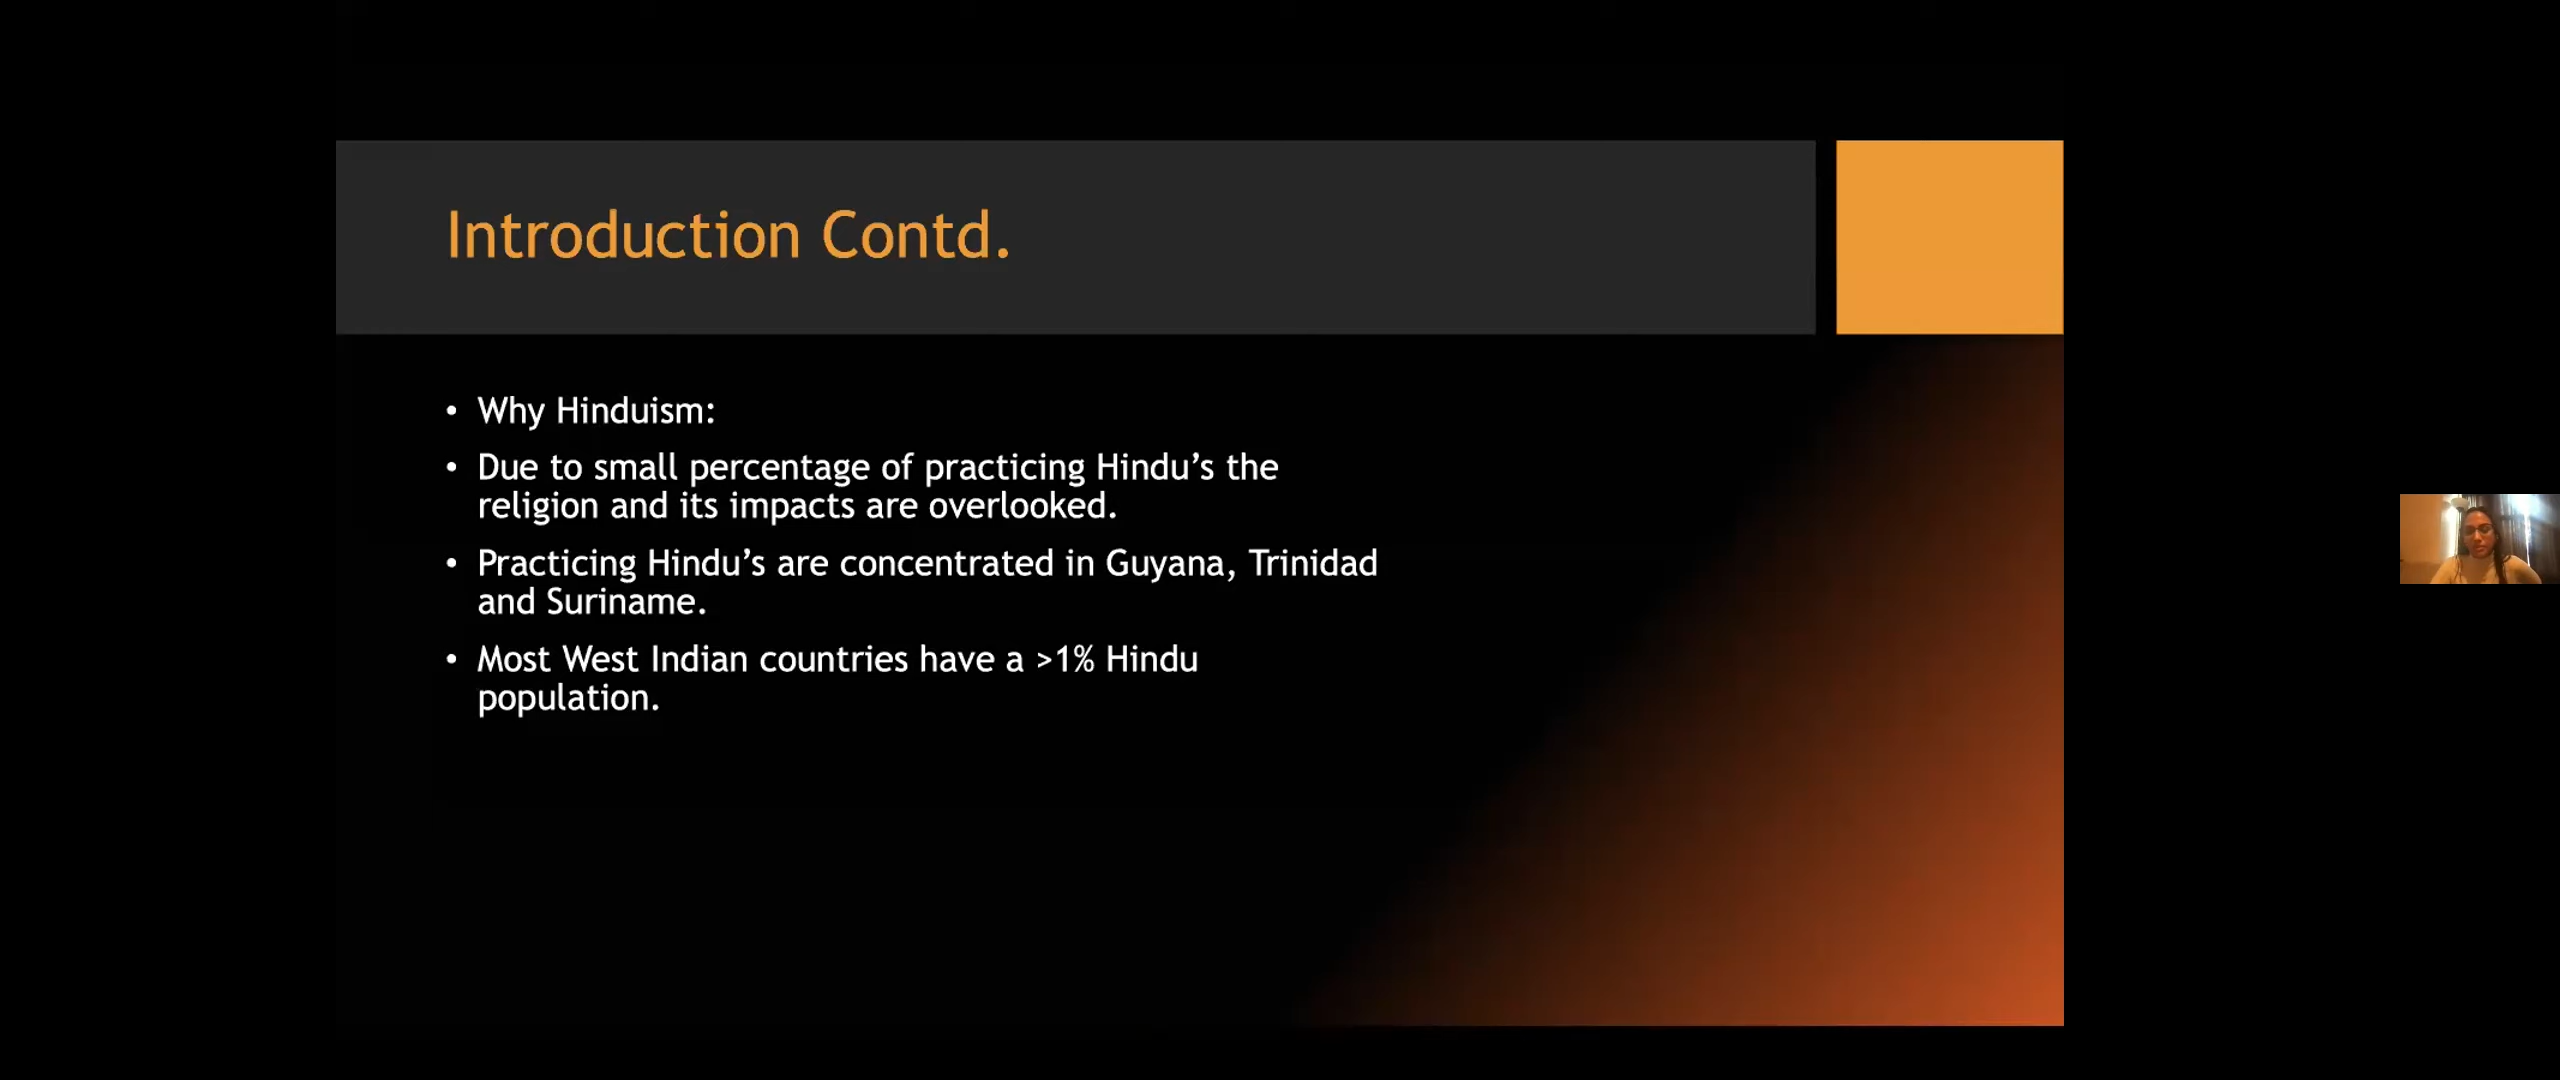 Introduction Contd.
• Why Hinduism:
• Due to small percentage of practicing Hindu’s the
religion and its impacts are overlooked.
• Practicing Hindu’s are concentrated in Guyana, Trinidad
and Suriname.
• Most West Indian countries have a >1% Hindu
population.